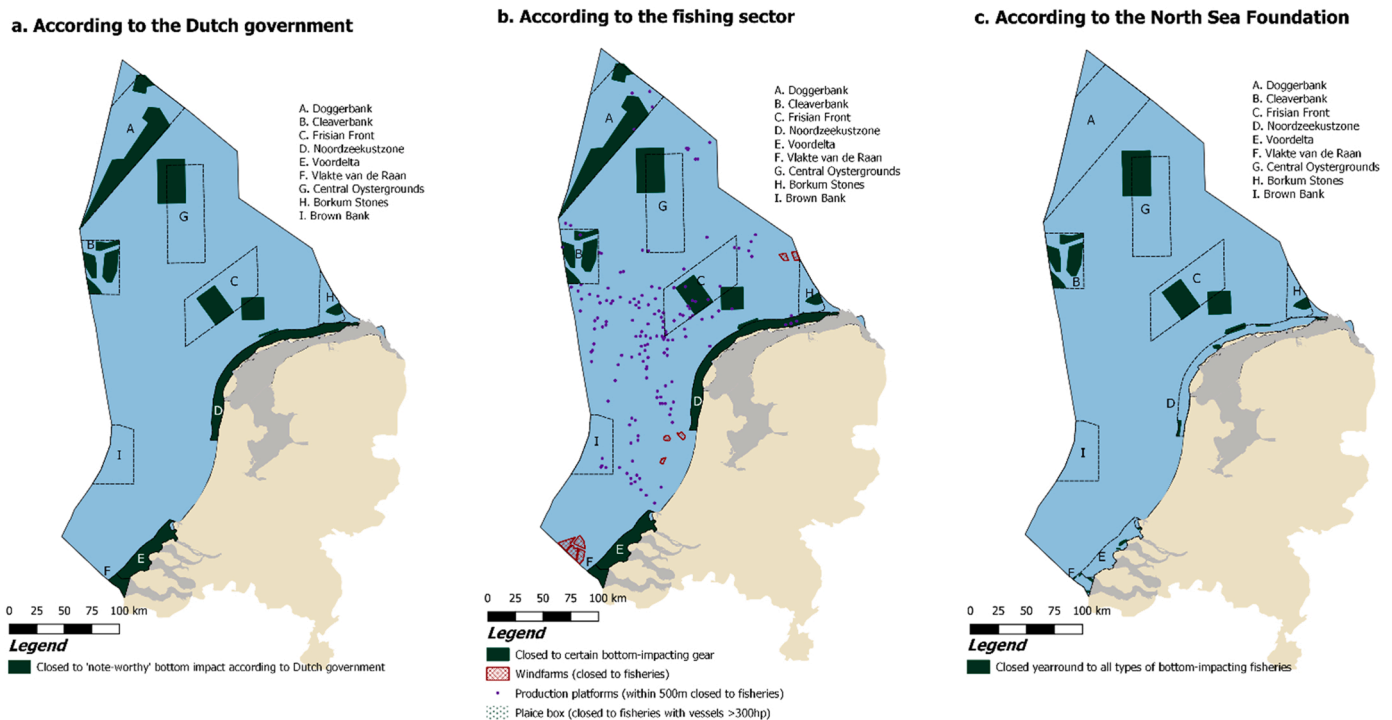 a. According to the Dutch government
A. Doggerbank
B. Cleaverbank
C. Frisian Front
D. Noordzeekustzone
E. Voordelta
F. Vlakte van de Raan
G. Central Oystergrounds
H. Borkum Stones
I. Brown Bank
A
B
G
C
H
D
I
E
F
0 25 50 75 100 km
Legend
Closed to 'note-worthy' bottom impact according to Dutch government
b. According to the fishing sector
A. Doggerbank
B. Cleaverbank
C. Frisian Front
D. Noordzeekustzone
E. Voordelta
F. Vlakte van de Raan
G. Central Oystergrounds
H. Borkum Stones
I. Brown Bank
A
G
B
C
H
D
I
E
F
0 25 50 75 100 km
Legend
Closed to certain bottom-impacting gear
Windfarms (closed to fisheries)
Production platforms (within 500m closed to fisheries)
Plaice box (closed to fisheries with vessels >300hp)
c. According to the North Sea Foundation
A. Doggerbank
B. Cleaverbank
C. Frisian Front
D. Noordzeekustzone
E. Voordelta
F. Vlakte van de Raan
G. Central Oystergrounds
H. Borkum Stones
I. Brown Bank
A
G
B
C
H
D
I
E
F
0 25 50 75 100 km
Legend
Closed yearround to all types of bottom-impacting fisheries